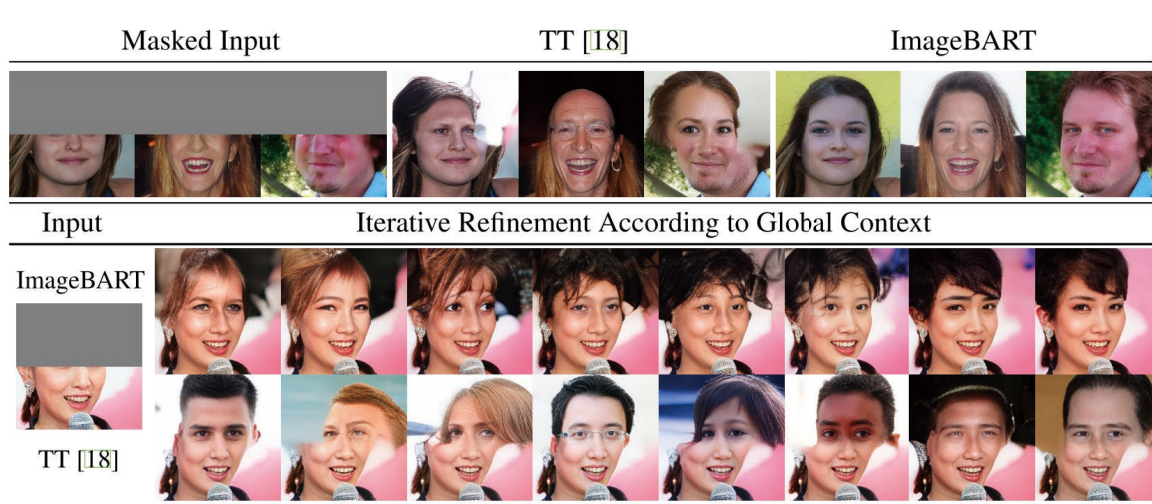 Masked Input TT [18] ImageBART
Input Iterative Refinement According to Global Context
ImageBART
TT [18]